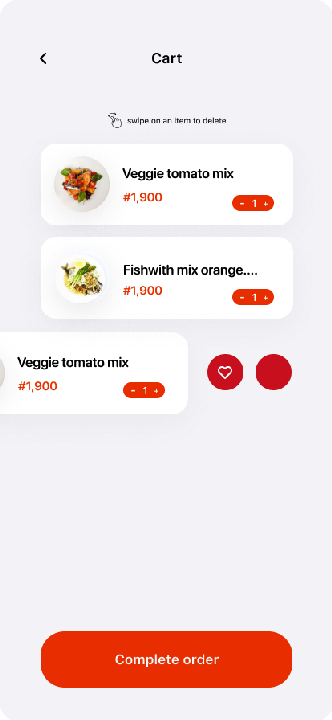 Cart
swipe on an item to delete
Veggie tomato mix
#1,900
- 1 +
Fishwith mix orange....
#1,900
- 1 +
Veggie tomato mix
#1,900
- 1 +
Complete order